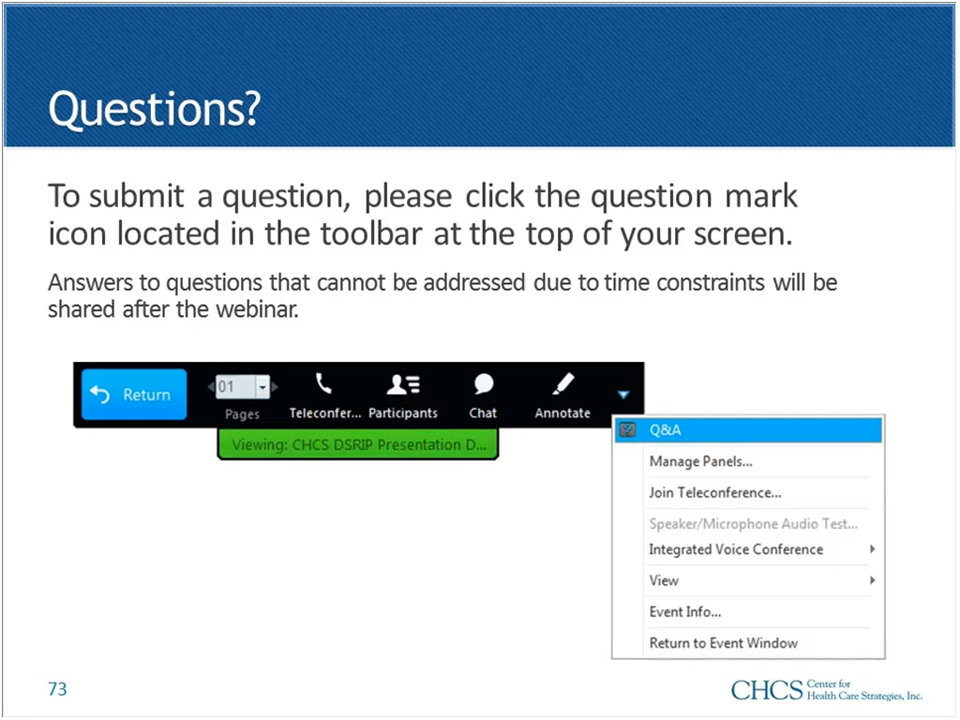 Questions?
To submit a question, please click the question mark
icon located in the toolbar at the top of your screen.
Answers to questions that cannot be addressed due to time constraints will be
shared after the webinar.
Return
01
Pages
Teleconfer...
Participants
Chat
Annotate
Viewing: CHCS DSRIP Presentation D...
Q&A
Manage Panels...
Join Teleconference...
Speaker/Microphone Audio Test...
Integrated Voice Conference
View
Event Info...
Return to Event Window
73
CHCS Center for
Health Care Strategies, Inc.